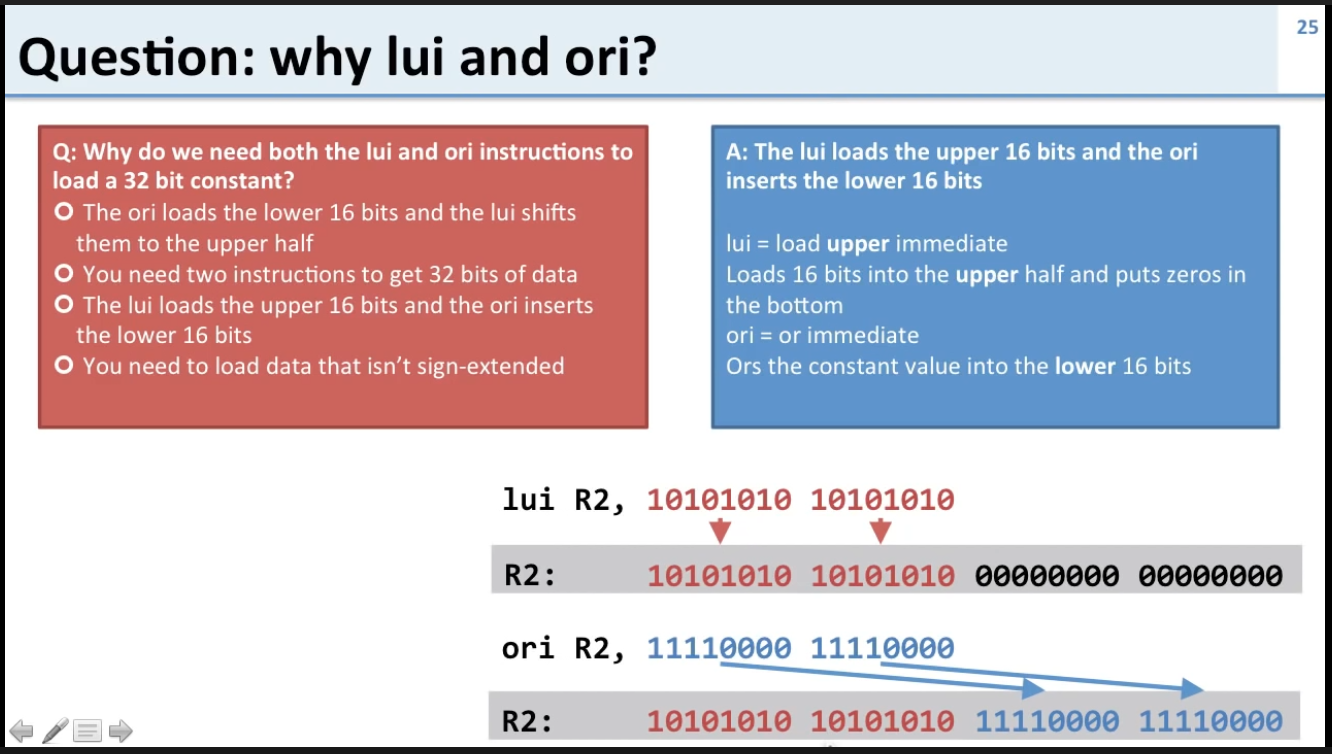 Question: why lui and ori?
25
Q: Why do we need both the lui and ori instructions to
load a 32 bit constant?
The ori loads the lower 16 bits and the lui shifts
them to the upper half
You need two instructions to get 32 bits of data
The lui loads the upper 16 bits and the ori inserts
the lower 16 bits
You need to load data that isn’t sign-extended
A: The lui loads the upper 16 bits and the ori
inserts the lower 16 bits
lui = load upper immediate
Loads 16 bits into the upper half and puts zeros in
the bottom
ori = or immediate
Ors the constant value into the lower 16 bits
lui R2, 10101010 10101010
R2: 10101010 10101010 00000000 00000000
ori R2, 11110000 11110000
R2: 10101010 10101010 11110000 11110000